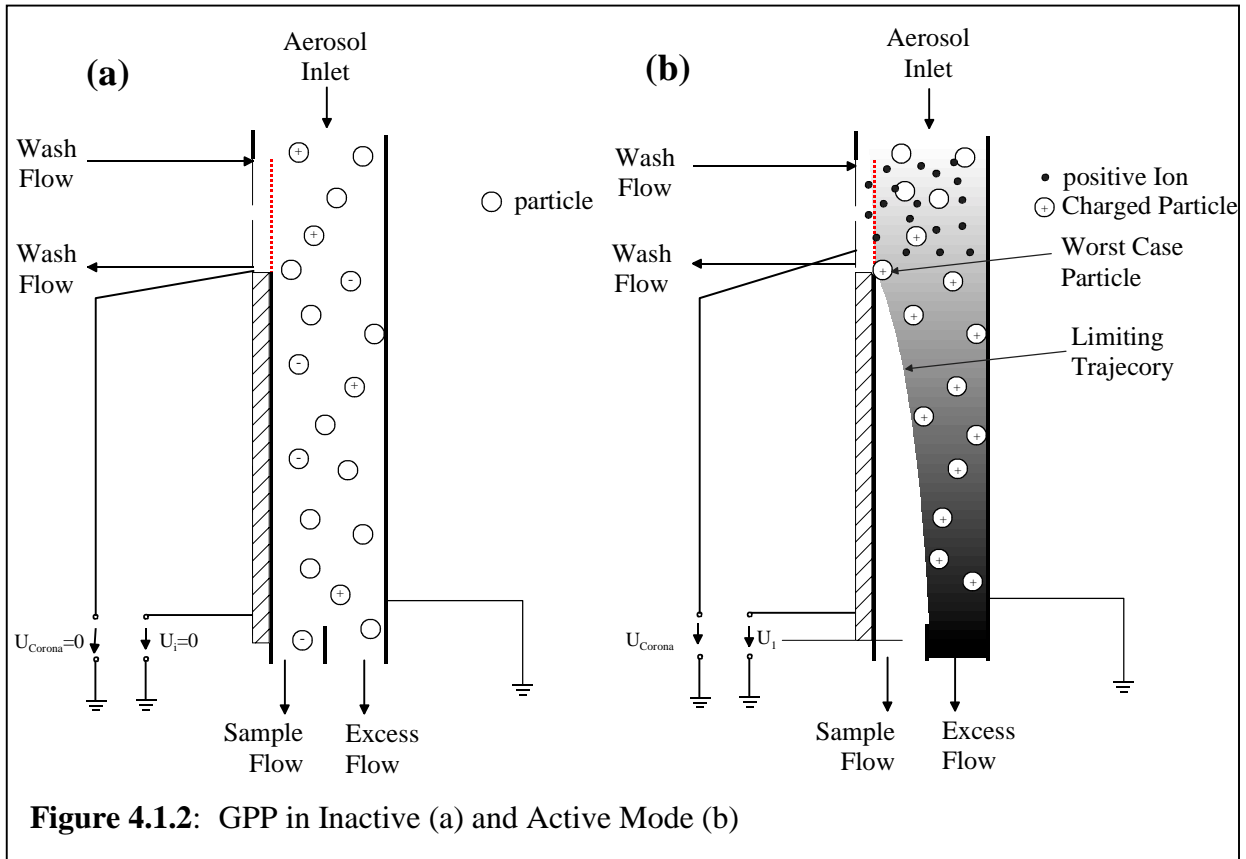 (a)
Aerosol
Inlet
Wash
Flow
Wash
Flow
particle
+
+
-
-
+
-
+
-
U_Corona=0
U_i=0
Sample
Flow
Excess
Flow
(b)
Aerosol
Inlet
Wash
Flow
Wash
Flow
positive Ion
+ Charged Particle
Worst Case
Particle
Limiting
Trajecory
+
+
+
+
+
+
+
+
+
+
+
+
+
U_Corona
U_1
Sample
Flow
Excess
Flow
Figure 4.1.2: GPP in Inactive (a) and Active Mode (b)